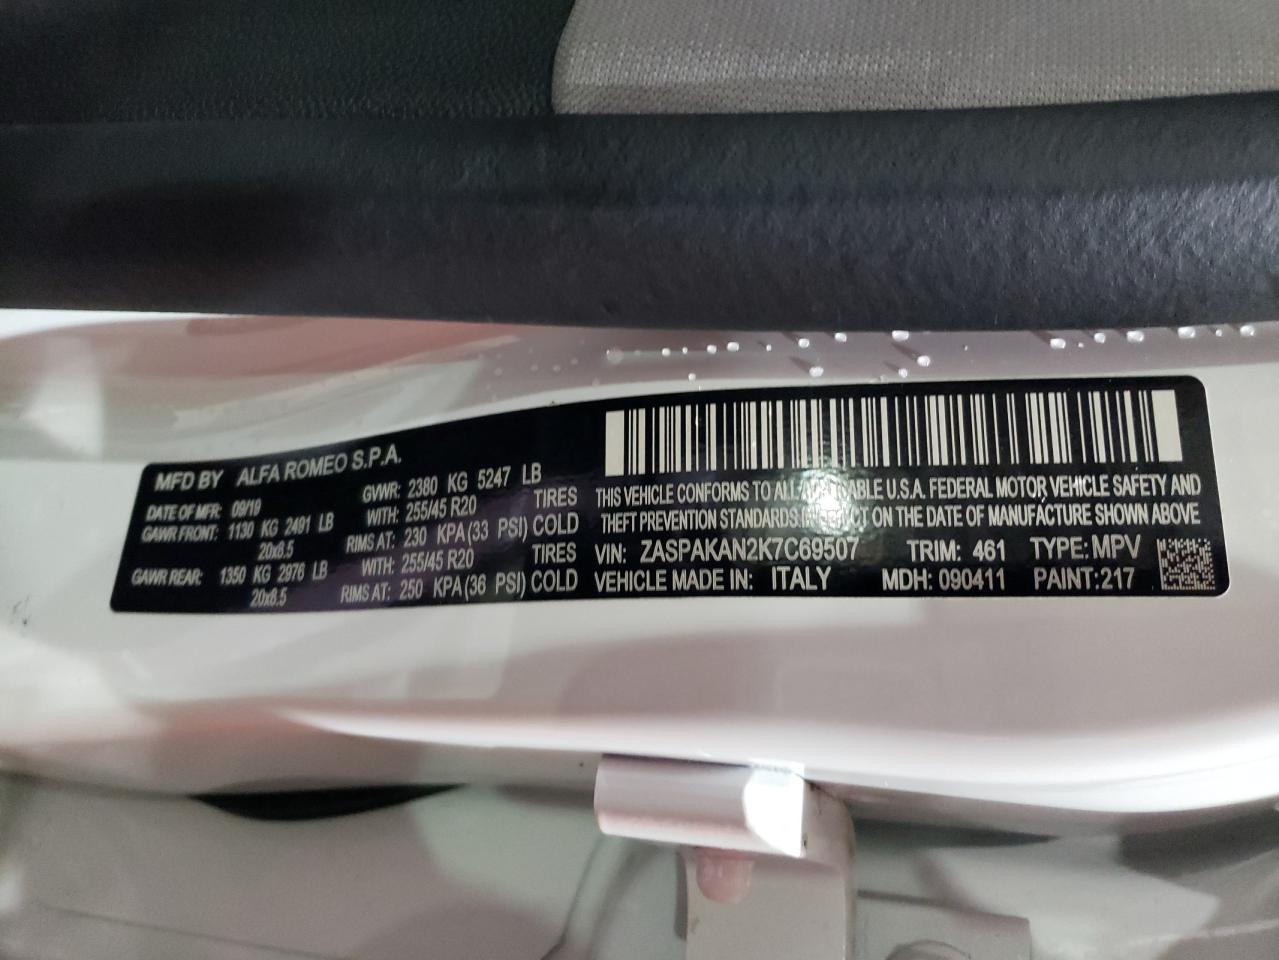 MFD BY ALFA ROMEO S.P.A.
DATE OF MFR: 09/19 GVWR: 2380 KG 5247 LB
GAWR FRONT: 1130 KG 2491 LB WITH: 255/45 R20 TIRES
20x8.5 RIMS AT: 230 KPA(33 PSI) COLD
GAWR REAR: 1350 KG 2976 LB WITH: 255/45 R20 TIRES
20x8.5 RIMS AT: 250 KPA(36 PSI) COLD
THIS VEHICLE CONFORMS TO ALL U.S.A. FEDERAL MOTOR VEHICLE SAFETY AND
THEFT PREVENTION STANDARDS IN EFFECT ON THE DATE OF MANUFACTURE SHOWN ABOVE
VIN: ZASPAKAN2K7C69507 TRIM: 461 TYPE: MPV
VEHICLE MADE IN: ITALY MDH: 090411 PAINT: 217